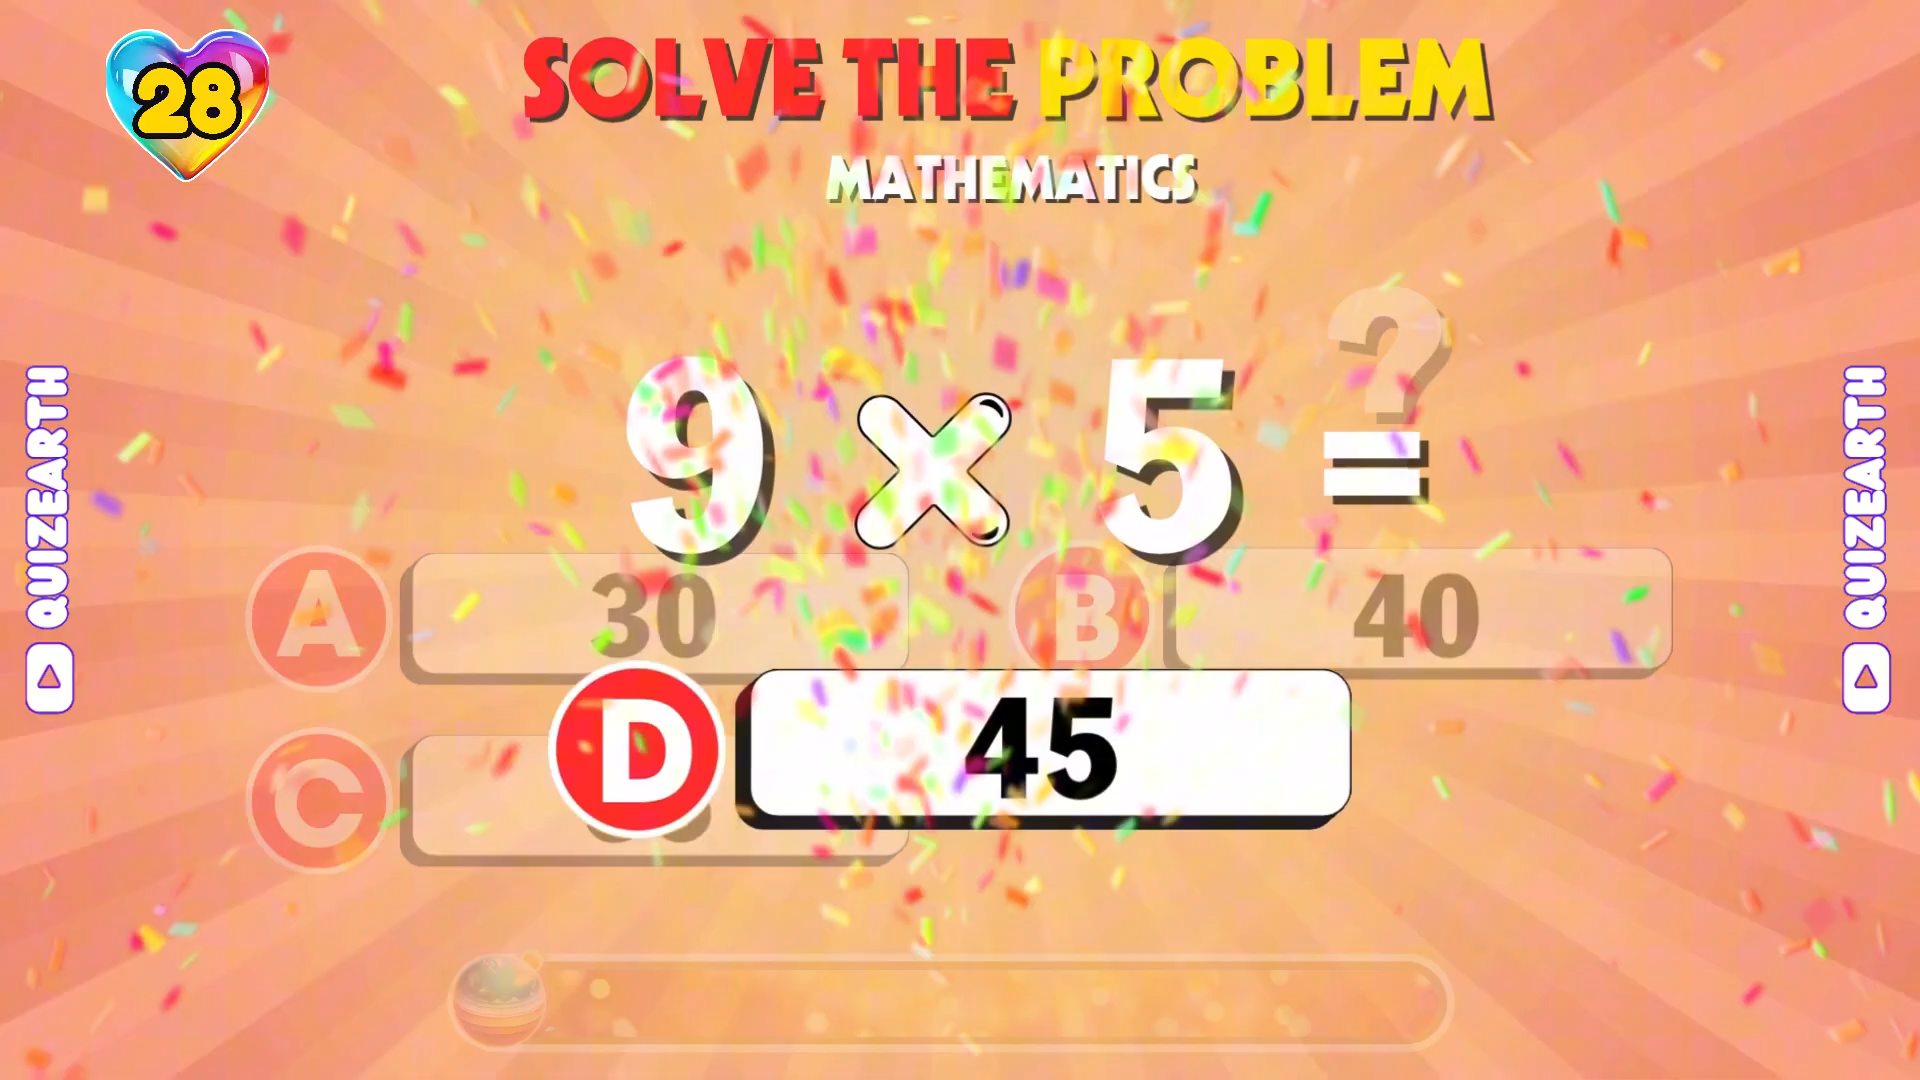 28
SOLVE THE PROBLEM
MATHEMATICS
9 × 5 =
?
A 30
B 40
D 45
C
QUIZEARTH
QUIZEARTH